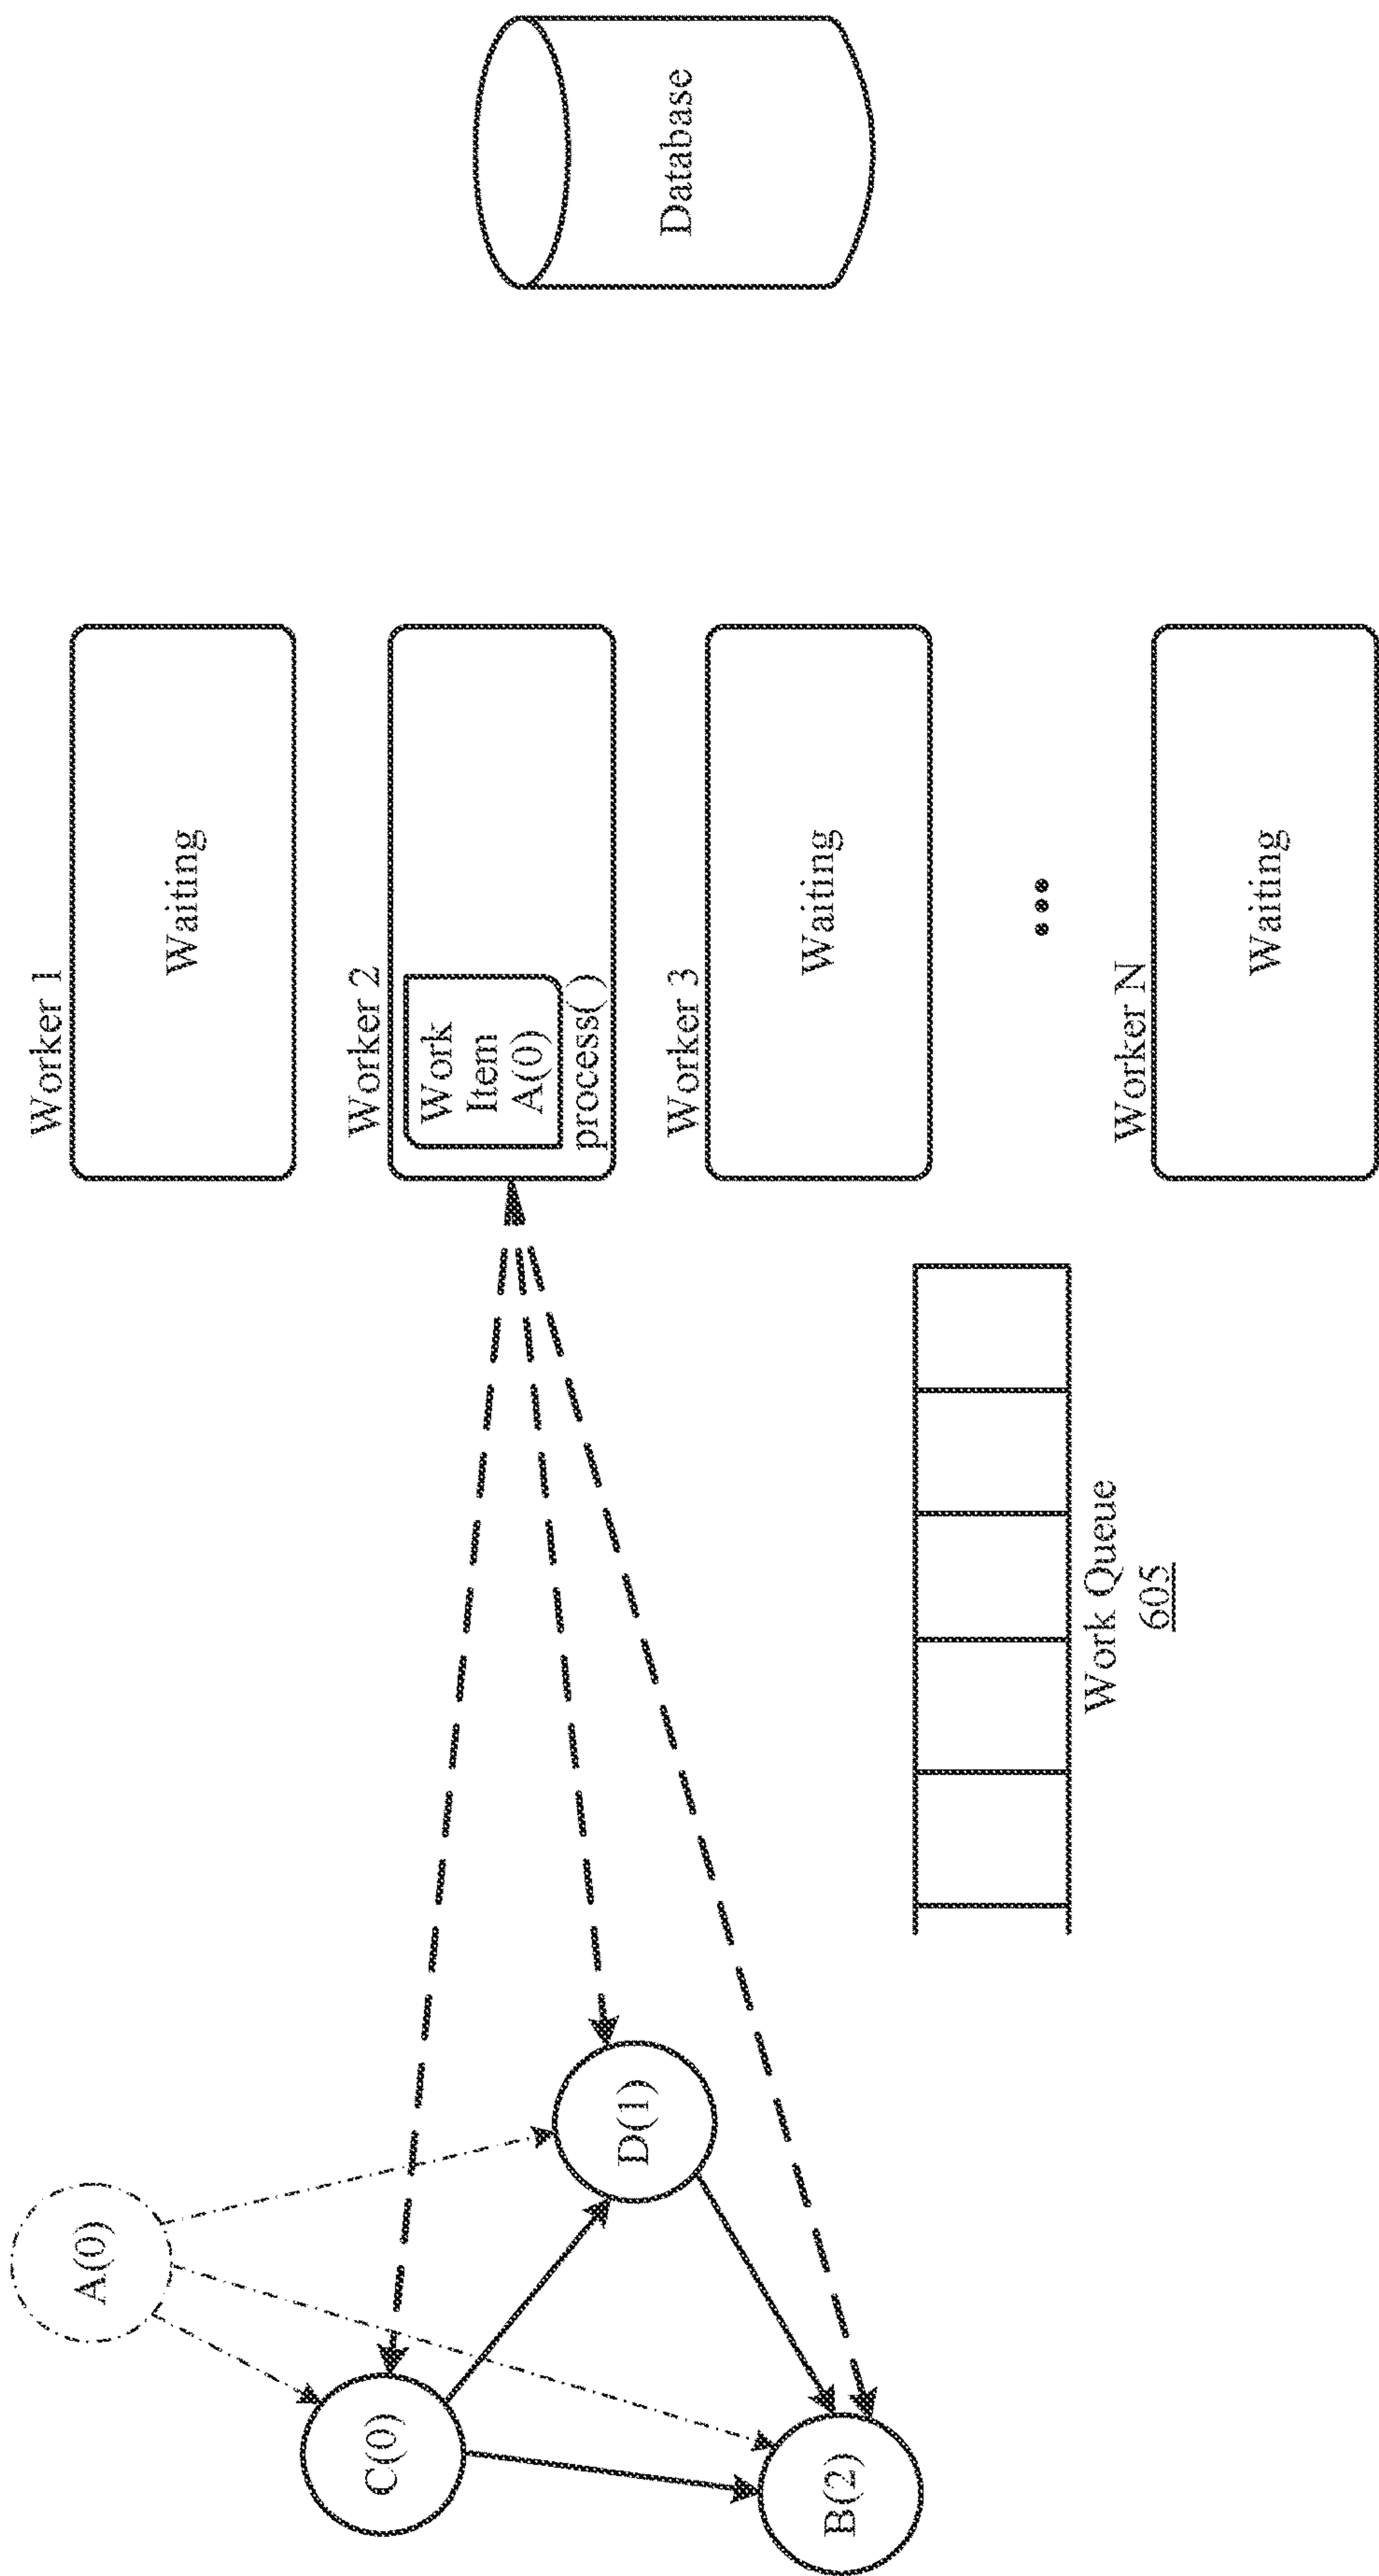 A(0)
C(0)
D(1)
B(2)
Work Queue
605
Worker 1
Waiting
Worker 2
Work
Item
A(0)
process( )
Worker 3
Waiting
Worker N
Waiting
Database